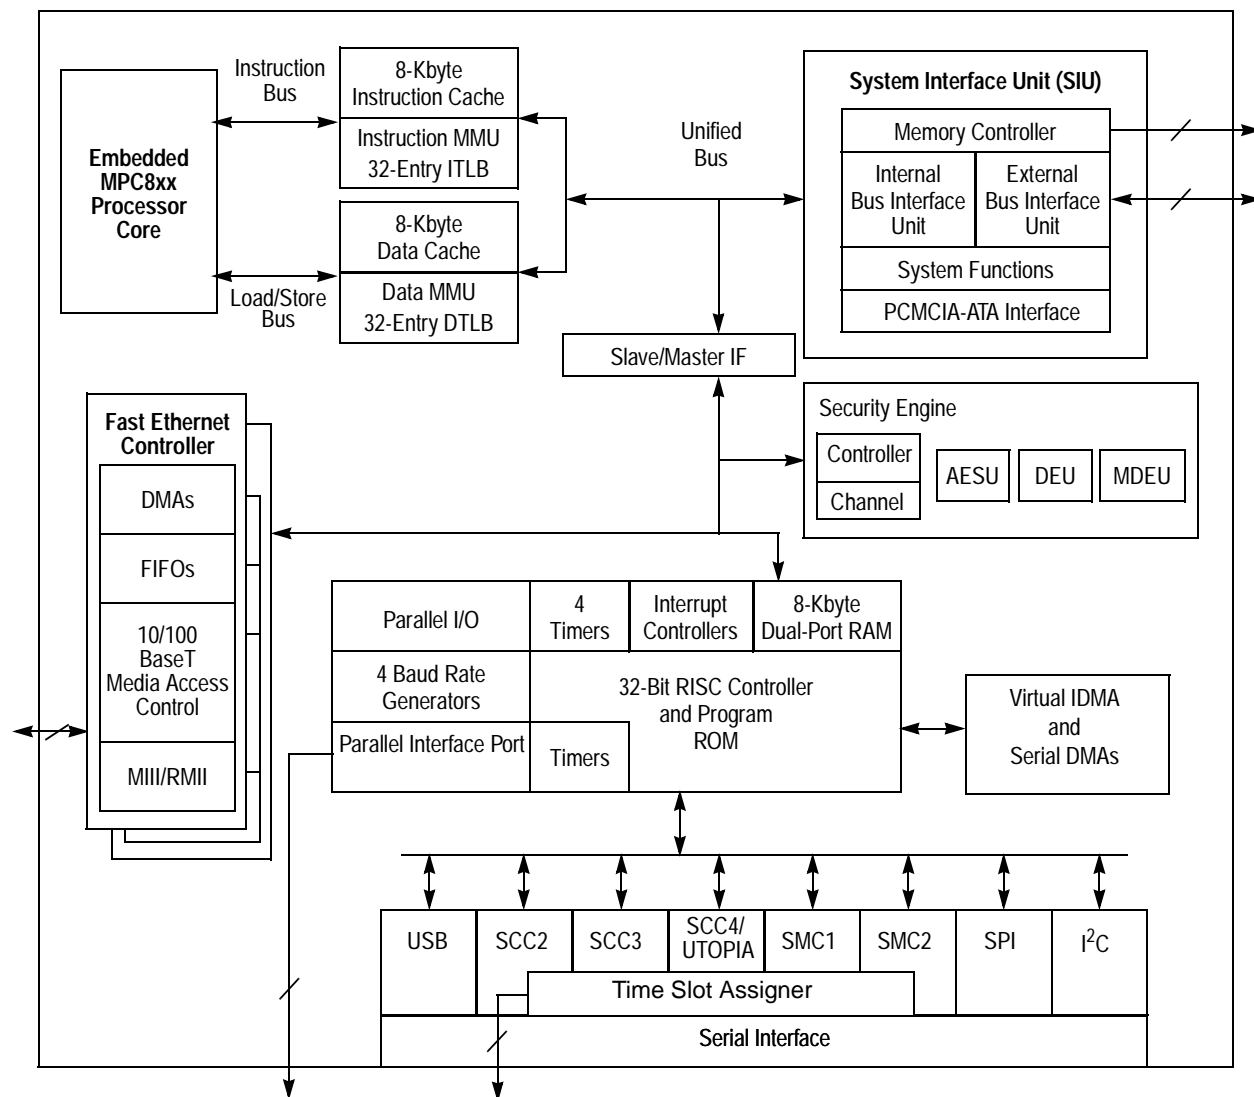 Embedded
MPC8xx
Processor
Core
Instruction
Bus
Load/Store
Bus
8-Kbyte
Instruction Cache
Instruction MMU
32-Entry ITLB
8-Kbyte
Data Cache
Data MMU
32-Entry DTLB
Unified
Bus
System Interface Unit (SIU)
Memory Controller
Internal
Bus Interface
Unit
External
Bus Interface
Unit
System Functions
PCMCIA-ATA Interface
Slave/Master IF
Security Engine
Controller
Channel
AESU
DEU
MDEU
Fast Ethernet
Controller
DMAs
FIFOs
10/100
BaseT
Media Access
Control
MIII/RMII
Parallel I/O
4
Timers
Interrupt
Controllers
8-Kbyte
Dual-Port RAM
4 Baud Rate
Generators
32-Bit RISC Controller
and Program
ROM
Parallel Interface Port
Timers
Virtual IDMA
and
Serial DMAs
USB
SCC2
SCC3
SCC4/
UTOPIA
SMC1
SMC2
SPI
I²C
Time Slot Assigner
Serial Interface